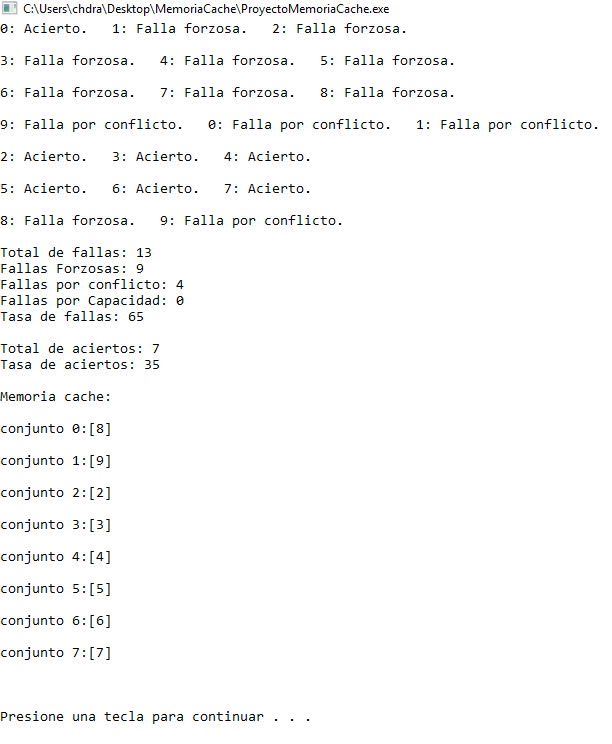 C:\Users\chdra\Desktop\MemoriaCache\ProyectoMemoriaCache.exe
0: Acierto.   1: Falla forzosa.   2: Falla forzosa.
3: Falla forzosa.   4: Falla forzosa.   5: Falla forzosa.
6: Falla forzosa.   7: Falla forzosa.   8: Falla forzosa.
9: Falla por conflicto.   0: Falla por conflicto.   1: Falla por conflicto.
2: Acierto.   3: Acierto.   4: Acierto.
5: Acierto.   6: Acierto.   7: Acierto.
8: Falla forzosa.   9: Falla por conflicto.
Total de fallas: 13
Fallas Forzosas: 9
Fallas por conflicto: 4
Fallas por Capacidad: 0
Tasa de fallas: 65
Total de aciertos: 7
Tasa de aciertos: 35
Memoria cache:
conjunto 0:[8]
conjunto 1:[9]
conjunto 2:[2]
conjunto 3:[3]
conjunto 4:[4]
conjunto 5:[5]
conjunto 6:[6]
conjunto 7:[7]
Presione una tecla para continuar . . .